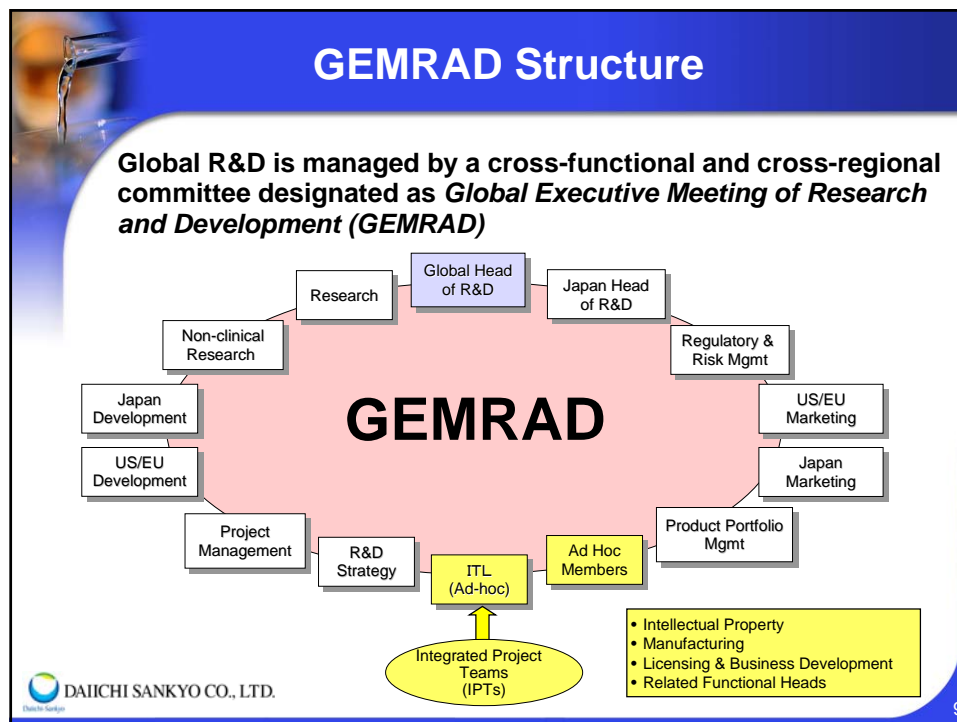 GEMRAD Structure
Global R&D is managed by a cross-functional and cross-regional
committee designated as Global Executive Meeting of Research
and Development (GEMRAD)
Global Head
of R&D
Research
Japan Head
of R&D
Non-clinical
Research
Regulatory &
Risk Mgmt
Japan
Development
GEMRAD
US/EU
Marketing
US/EU
Development
Japan
Marketing
Project
Management
Product Portfolio
Mgmt
R&D
Strategy
ITL
(Ad-hoc)
Ad Hoc
Members
Integrated Project
Teams
(IPTs)
• Intellectual Property
• Manufacturing
• Licensing & Business Development
• Related Functional Heads
DAIICHI SANKYO CO., LTD.
Daiichi-Sankyo
9